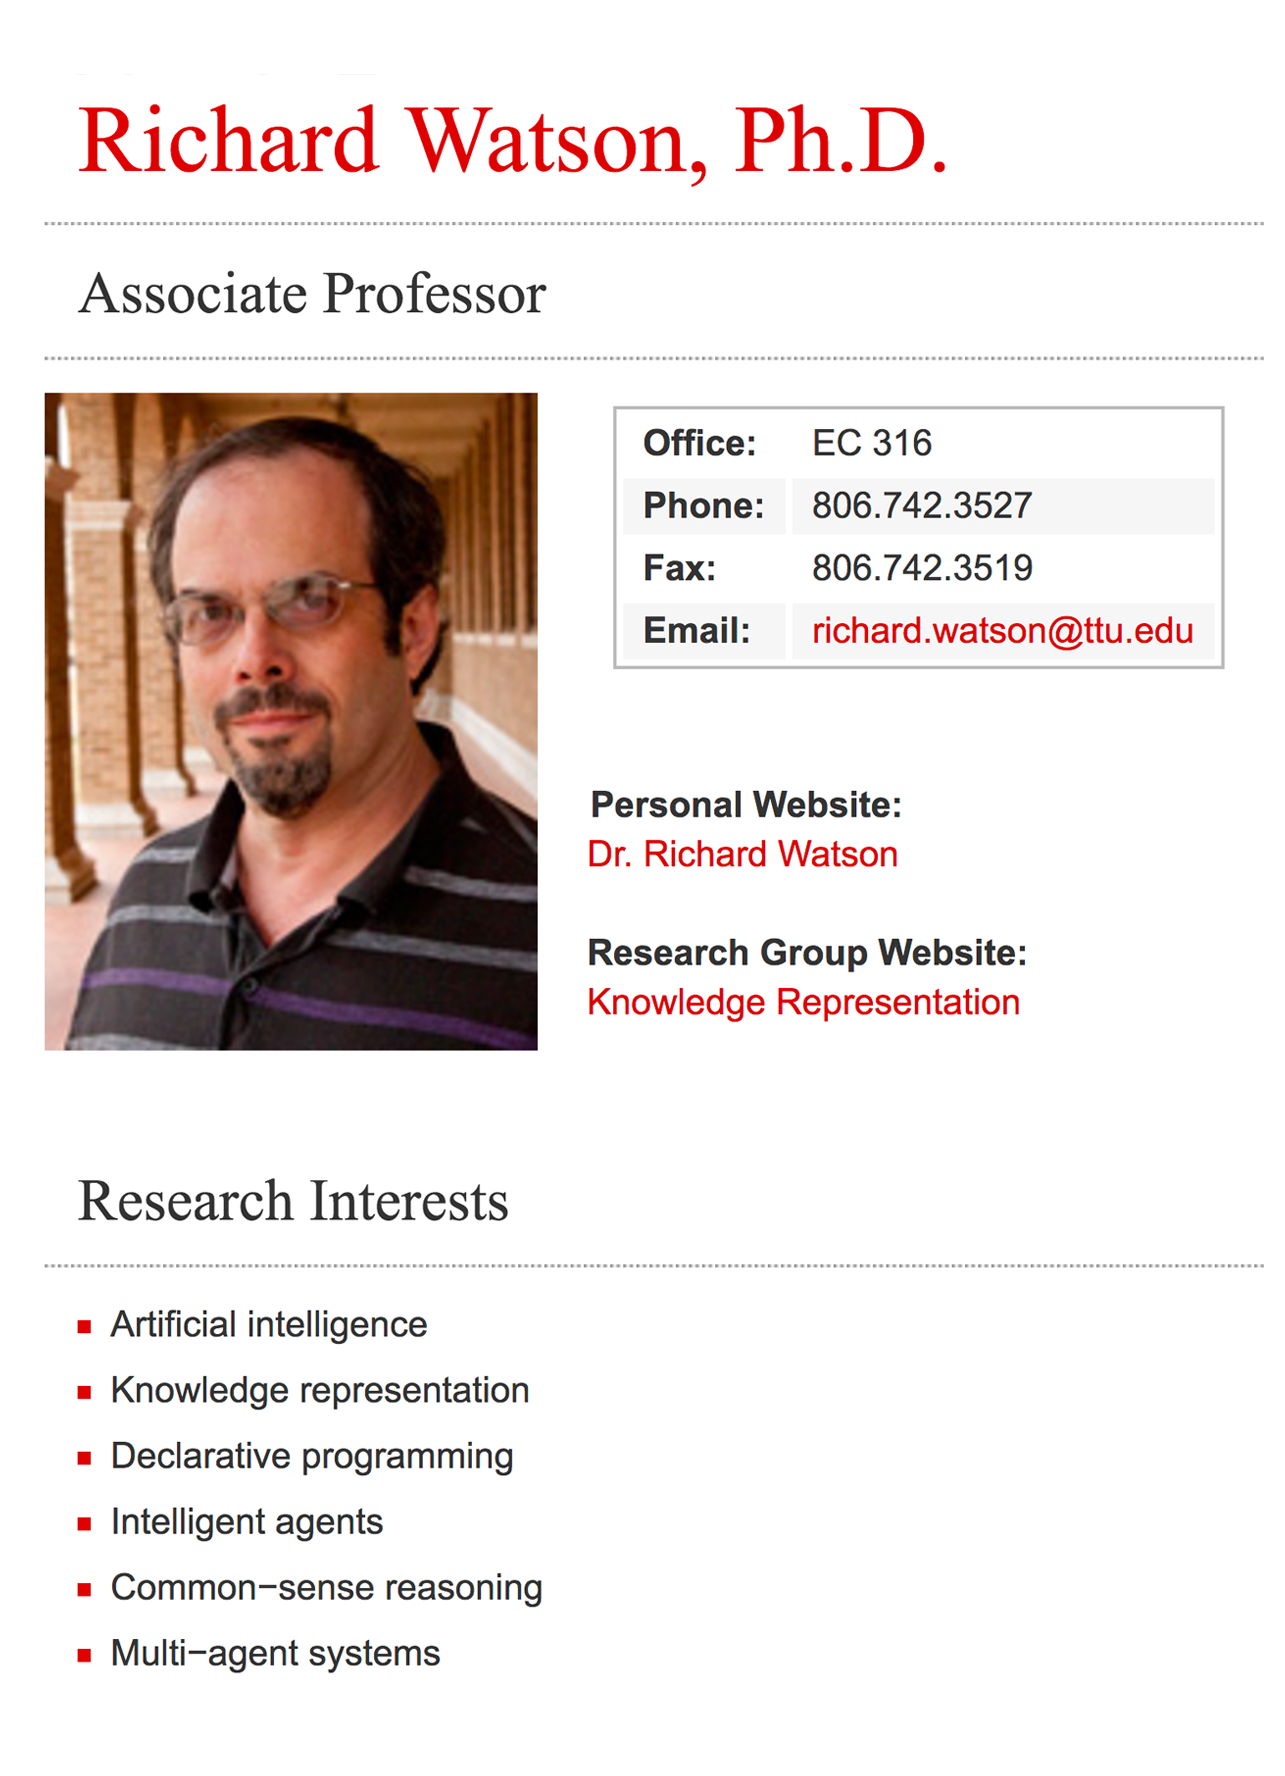 Richard Watson, Ph.D.
Associate Professor
Office: EC 316
Phone: 806.742.3527
Fax: 806.742.3519
Email: richard.watson@ttu.edu
Personal Website:
Dr. Richard Watson
Research Group Website:
Knowledge Representation
Research Interests
Artificial intelligence
Knowledge representation
Declarative programming
Intelligent agents
Common−sense reasoning
Multi−agent systems